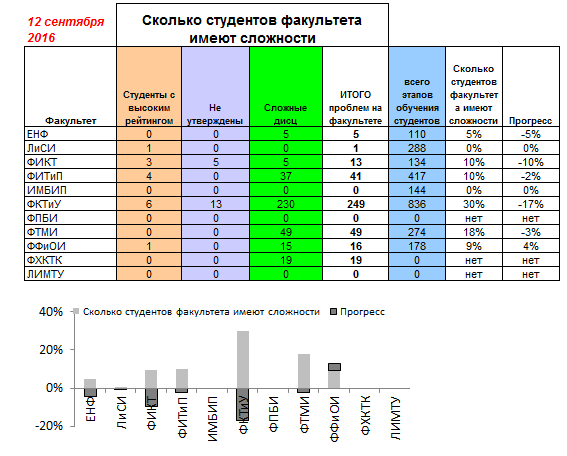 12 сентября
2016
Сколько студентов факультета
имеют сложности
Факультет Студенты с высоким рейтингом Не утверждены Сложные дисц ИТОГО проблем на факультете всего этапов обучения студентов Сколько студентов факультет а имеют сложности Прогресс
ЕНФ 0 0 5 5 110 5% -5%
ЛиСИ 1 0 0 1 288 0% 0%
ФИКТ 3 5 5 13 134 10% -10%
ФИТиП 4 0 37 41 417 10% -2%
ИМБИП 0 0 0 0 144 0% 0%
ФКТиУ 6 13 230 249 836 30% -17%
ФПБИ 0 0 0 0 0 нет нет
ФТМИ 0 0 49 49 274 18% -3%
ФФиОИ 1 0 15 16 178 9% 4%
ФХКТК 0 0 19 19 0 нет нет
ЛИМТУ 0 0 0 0 0 нет нет
40%
Сколько студентов факультета имеют сложности Прогресс
20%
0%
-20%
ЕНФ ЛиСИ ФИКТ ФИТиП ИМБИП ФКТиУ ФПБИ ФТМИ ФФиОИ ФХКТК ЛИМТУ